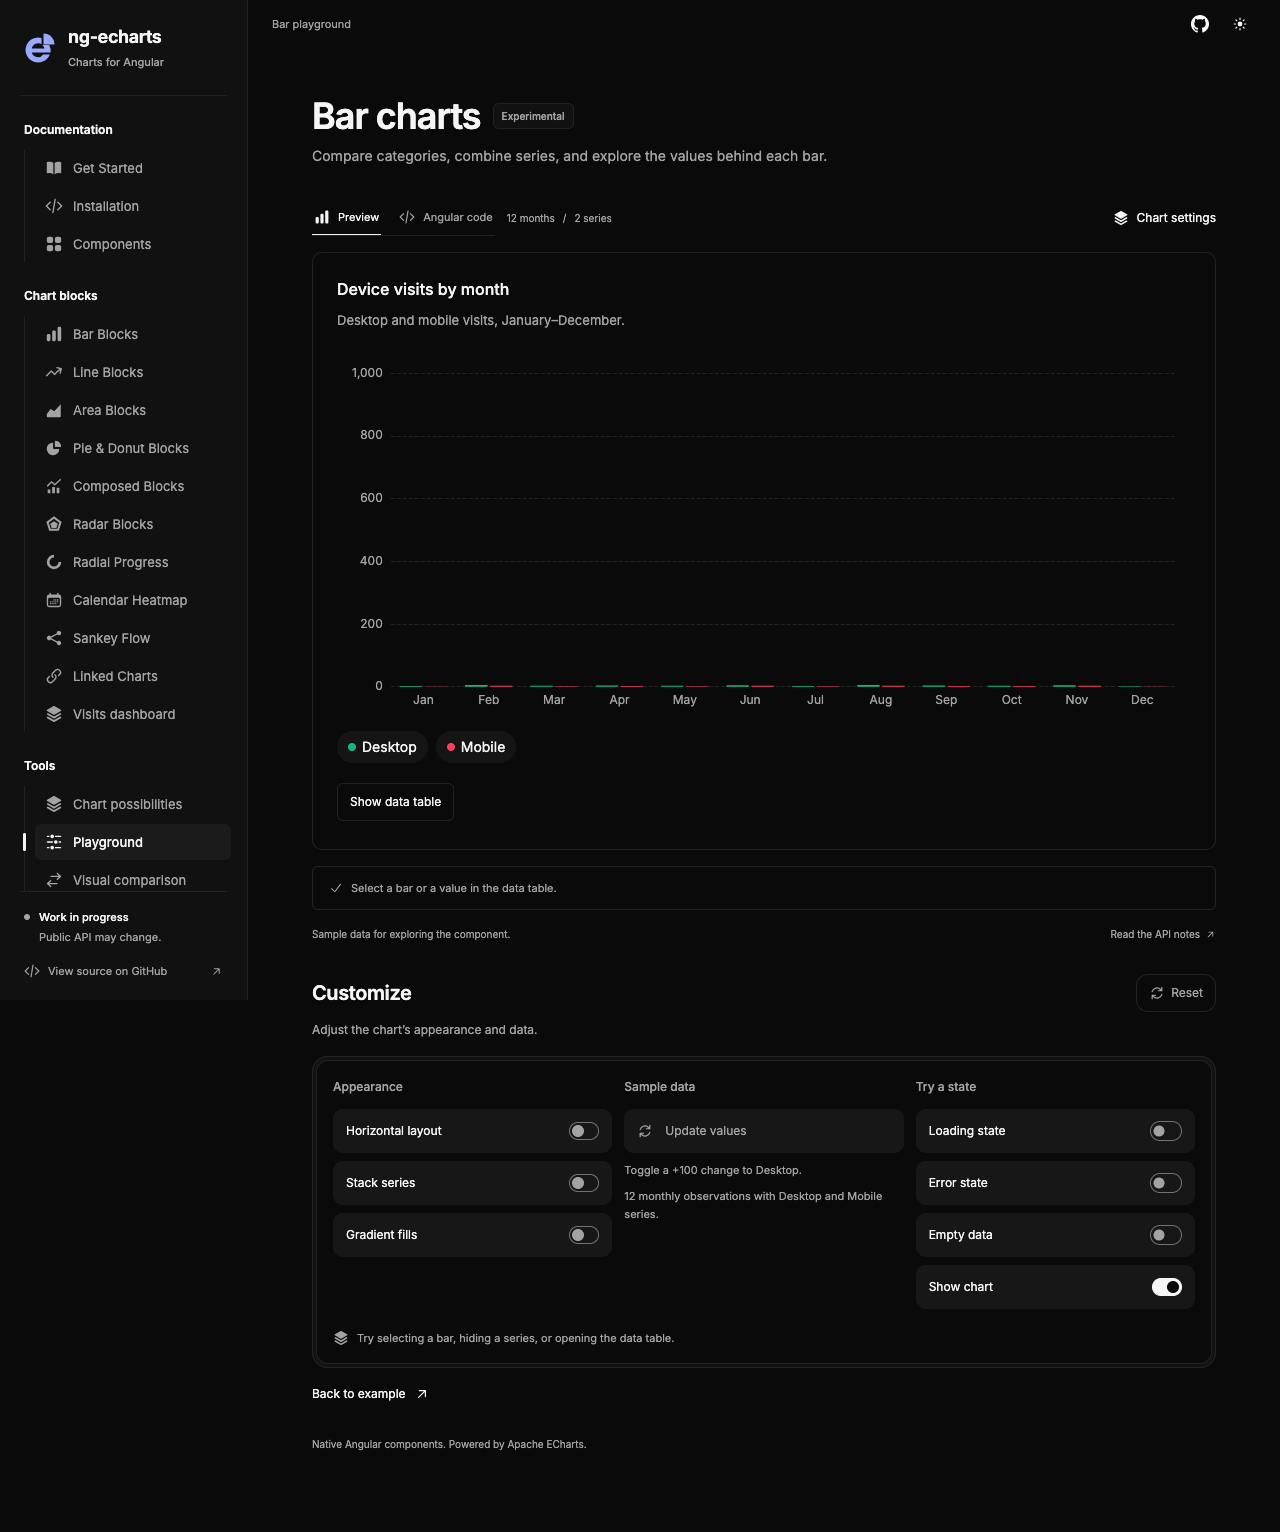 ng-echarts
Charts for Angular
Documentation
Get Started
Installation
Components
Chart blocks
Bar Blocks
Line Blocks
Area Blocks
Pie & Donut Blocks
Composed Blocks
Radar Blocks
Radial Progress
Calendar Heatmap
Sankey Flow
Linked Charts
Visits dashboard
Tools
Chart possibilities
Playground
Visual comparison
Work in progress
Public API may change.
View source on GitHub
Bar playground
Bar charts
Experimental
Compare categories, combine series, and explore the values behind each bar.
Preview Angular code 12 months / 2 series Chart settings
Device visits by month
Desktop and mobile visits, January–December.
1,000
800
600
400
200
0
Jan Feb Mar Apr May Jun Jul Aug Sep Oct Nov Dec
Desktop Mobile
Show data table
Select a bar or a value in the data table.
Sample data for exploring the component. Read the API notes
Customize
Reset
Adjust the chart’s appearance and data.
Appearance
Horizontal layout
Stack series
Gradient fills
Sample data
Update values
Toggle a +100 change to Desktop.
12 monthly observations with Desktop and Mobile
series.
Try a state
Loading state
Error state
Empty data
Show chart
Try selecting a bar, hiding a series, or opening the data table.
Back to example
Native Angular components. Powered by Apache ECharts.